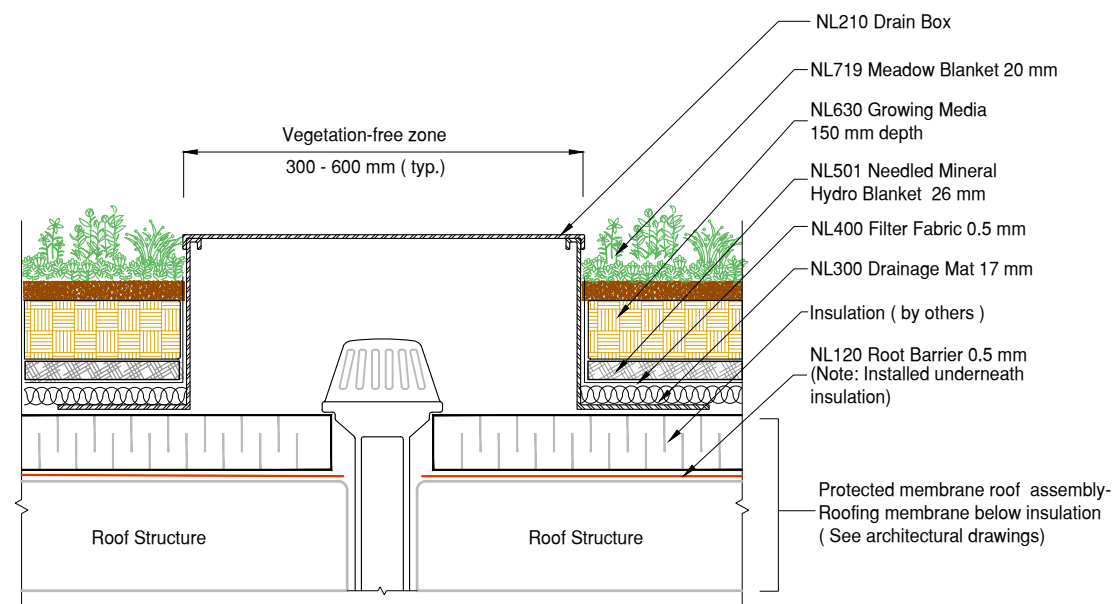 NL210 Drain Box
NL719 Meadow Blanket 20 mm
NL630 Growing Media
150 mm depth
Vegetation-free zone
300 - 600 mm ( typ.)
NL501 Needled Mineral
Hydro Blanket 26 mm
NL400 Filter Fabric 0.5 mm
NL300 Drainage Mat 17 mm
Insulation ( by others )
NL120 Root Barrier 0.5 mm
(Note: Installed underneath
insulation)
Protected membrane roof assembly-
Roofing membrane below insulation
( See architectural drawings)
Roof Structure
Roof Structure